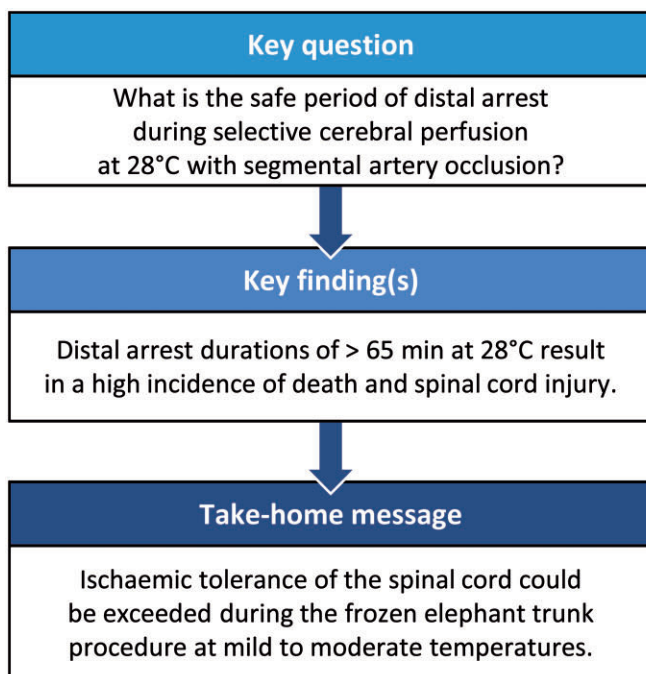 Key question
What is the safe period of distal arrest
during selective cerebral perfusion
at 28°C with segmental artery occlusion?
Key finding(s)
Distal arrest durations of > 65 min at 28°C result
in a high incidence of death and spinal cord injury.
Take-home message
Ischaemic tolerance of the spinal cord could
be exceeded during the frozen elephant trunk
procedure at mild to moderate temperatures.